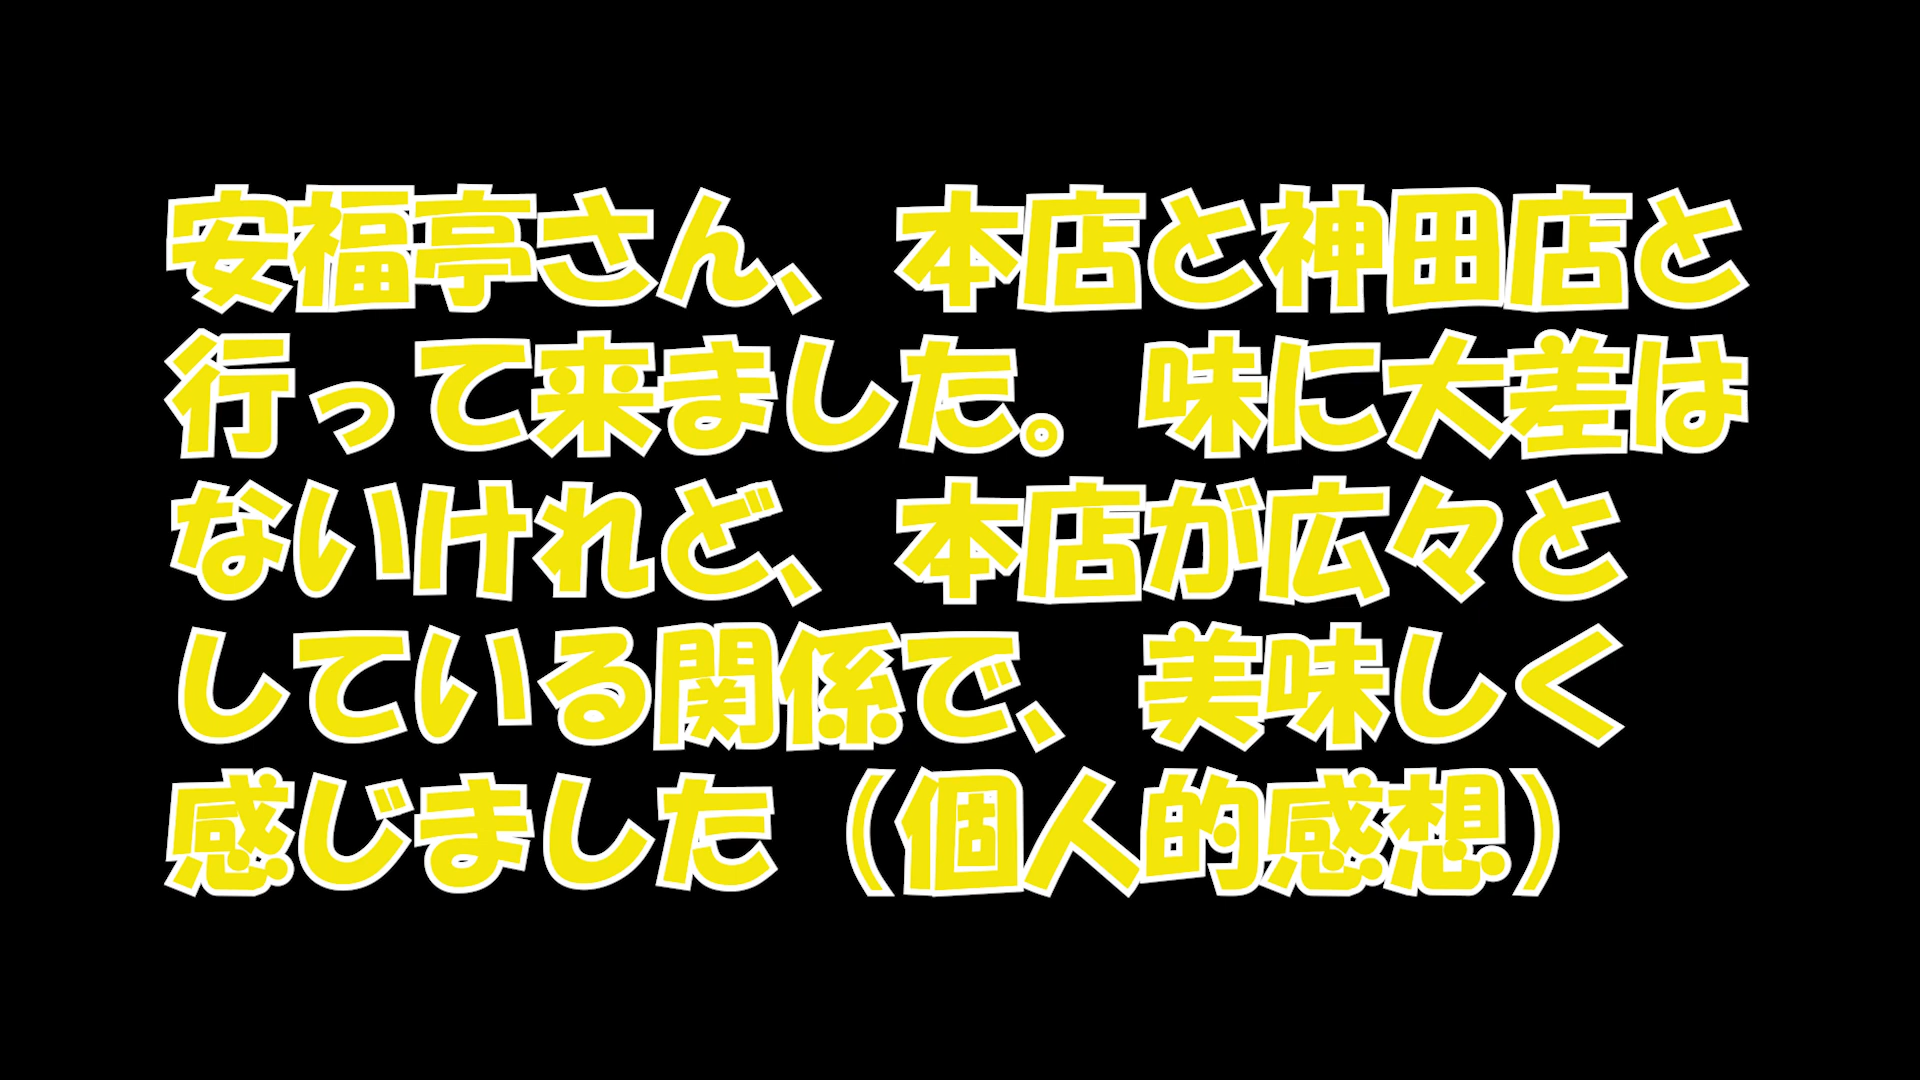 安福亭さん、本店と神田店と
行って来ました。味に大差は
ないけれど、本店が広々と
している関係で、美味しく
感じました（個人的感想）